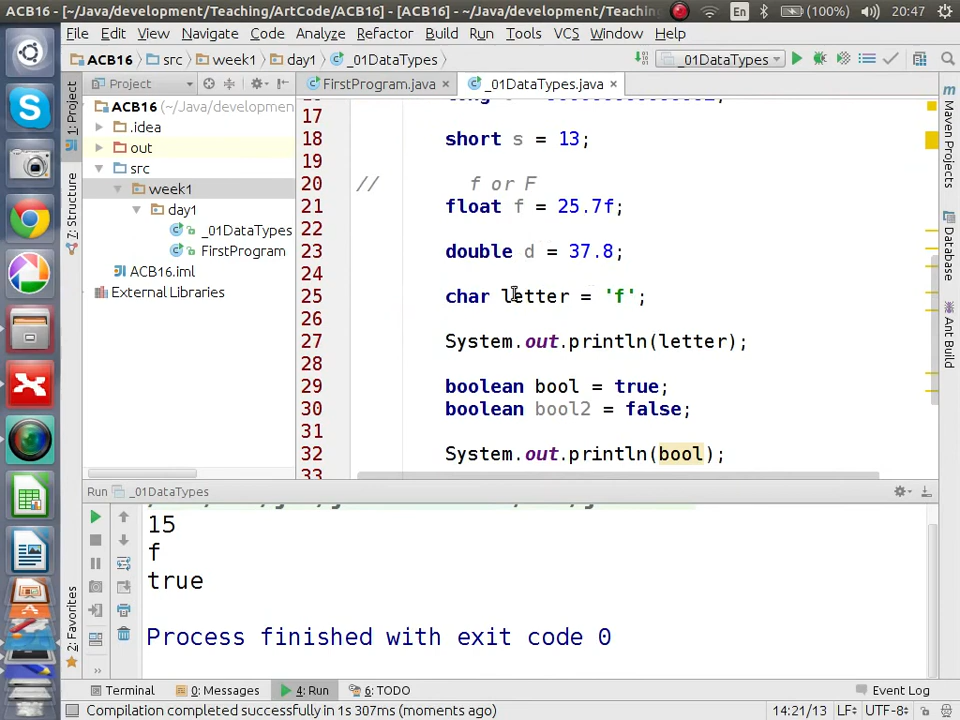 ACB16 - [~/Java/development/Teaching/ArtCode/ACB16] - [ACB16] - ~/Java/development/Teachin
En
(100%)
20:47
File Edit View Navigate Code Analyze Refactor Build Run Tools VCS Window Help
ACB16 src week1 day1 _01DataTypes
_01DataTypes
Project
FirstProgram.java
_01DataTypes.java
ACB16 (~/Java/developmen
.idea
out
src
week1
day1
_01DataTypes
FirstProgram
ACB16.iml
External Libraries
1: Project
7: Structure
2: Favorites
Maven Projects
Database
Ant Build
17
18 short s = 13;
19
20 // f or F
21 float f = 25.7f;
22
23 double d = 37.8;
24
25 char letter = 'f';
26
27 System.out.println(letter);
28
29 boolean bool = true;
30 boolean bool2 = false;
31
32 System.out.println(bool);
33
Run _01DataTypes
15
f
true
Process finished with exit code 0
Terminal 0: Messages 4: Run 6: TODO Event Log
Compilation completed successfully in 1s 307ms (moments ago) 14:21/13 LF÷ UTF-8÷